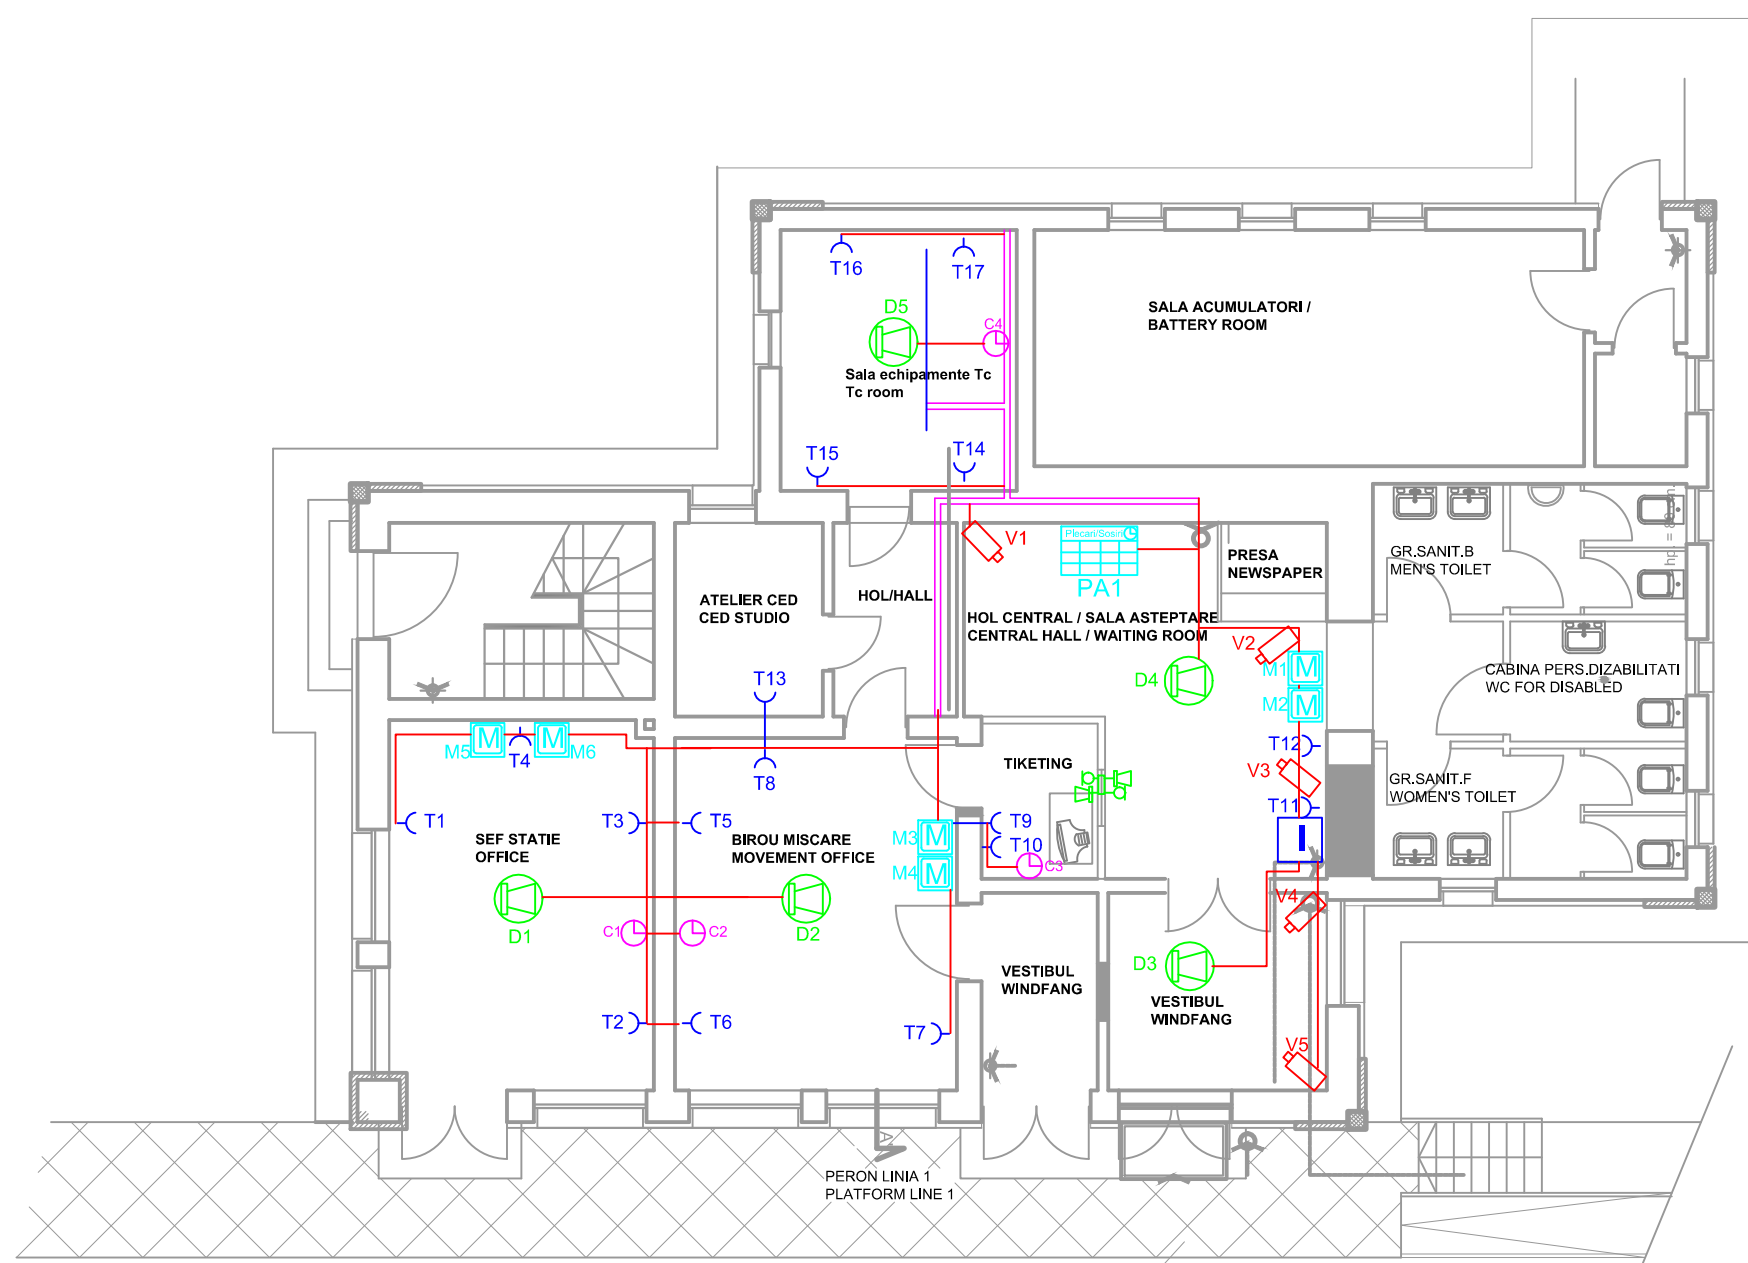 T16
T17
D5
C4
SALA ACUMULATORI /
BATTERY ROOM
Sala echipamente Tc
Tc room
T15
T14
Plecari/Sosiri
V1
PA1
PRESA
NEWSPAPER
GR.SANIT.B
MEN'S TOILET
ATELIER CED
CED STUDIO
HOL/HALL
HOL CENTRAL / SALA ASTEPTARE
CENTRAL HALL / WAITING ROOM
V2
M1
M
D4
M2
M
CABINA PERS.DIZABILITATI
WC FOR DISABLED
T13
M5
M
T4
M
M6
T8
TIKETING
T12
V3
T11
GR.SANIT.F
WOMEN'S TOILET
T1
T3
T5
T9
T10
C3
SEF STATIE
OFFICE
BIROU MISCARE
MOVEMENT OFFICE
M3
M
M4
M
I
V4
D1
D2
C1
C2
D3
VESTIBUL
WINDFANG
VESTIBUL
WINDFANG
T2
T6
T7
V5
A
PERON LINIA 1
PLATFORM LINE 1